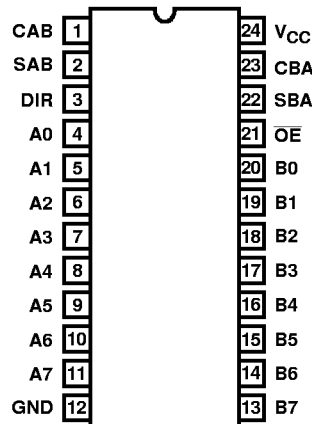 CAB 1 24 VCC
SAB 2 23 CBA
DIR 3 22 SBA
A0 4 21 OE
A1 5 20 B0
A2 6 19 B1
A3 7 18 B2
A4 8 17 B3
A5 9 16 B4
A6 10 15 B5
A7 11 14 B6
GND 12 13 B7